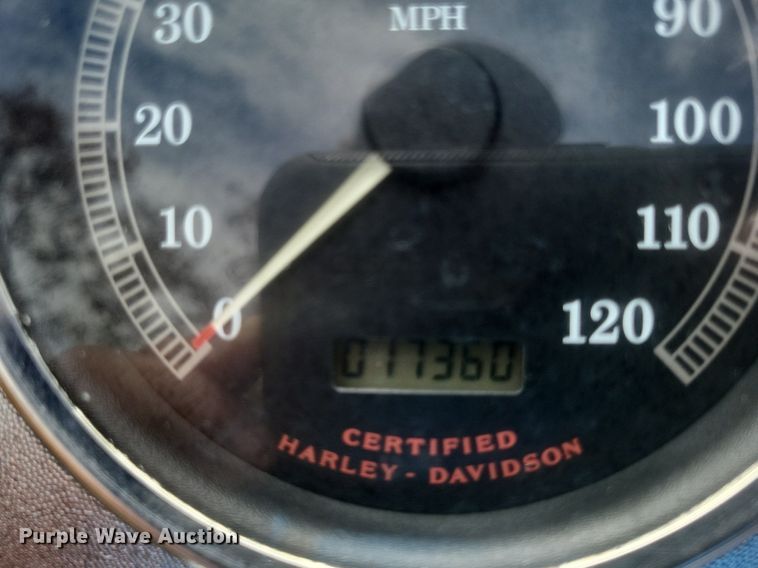 30 MPH 90
20 100
10 110
0 120
017360
CERTIFIED
HARLEY - DAVIDSON
Purple Wave Auction